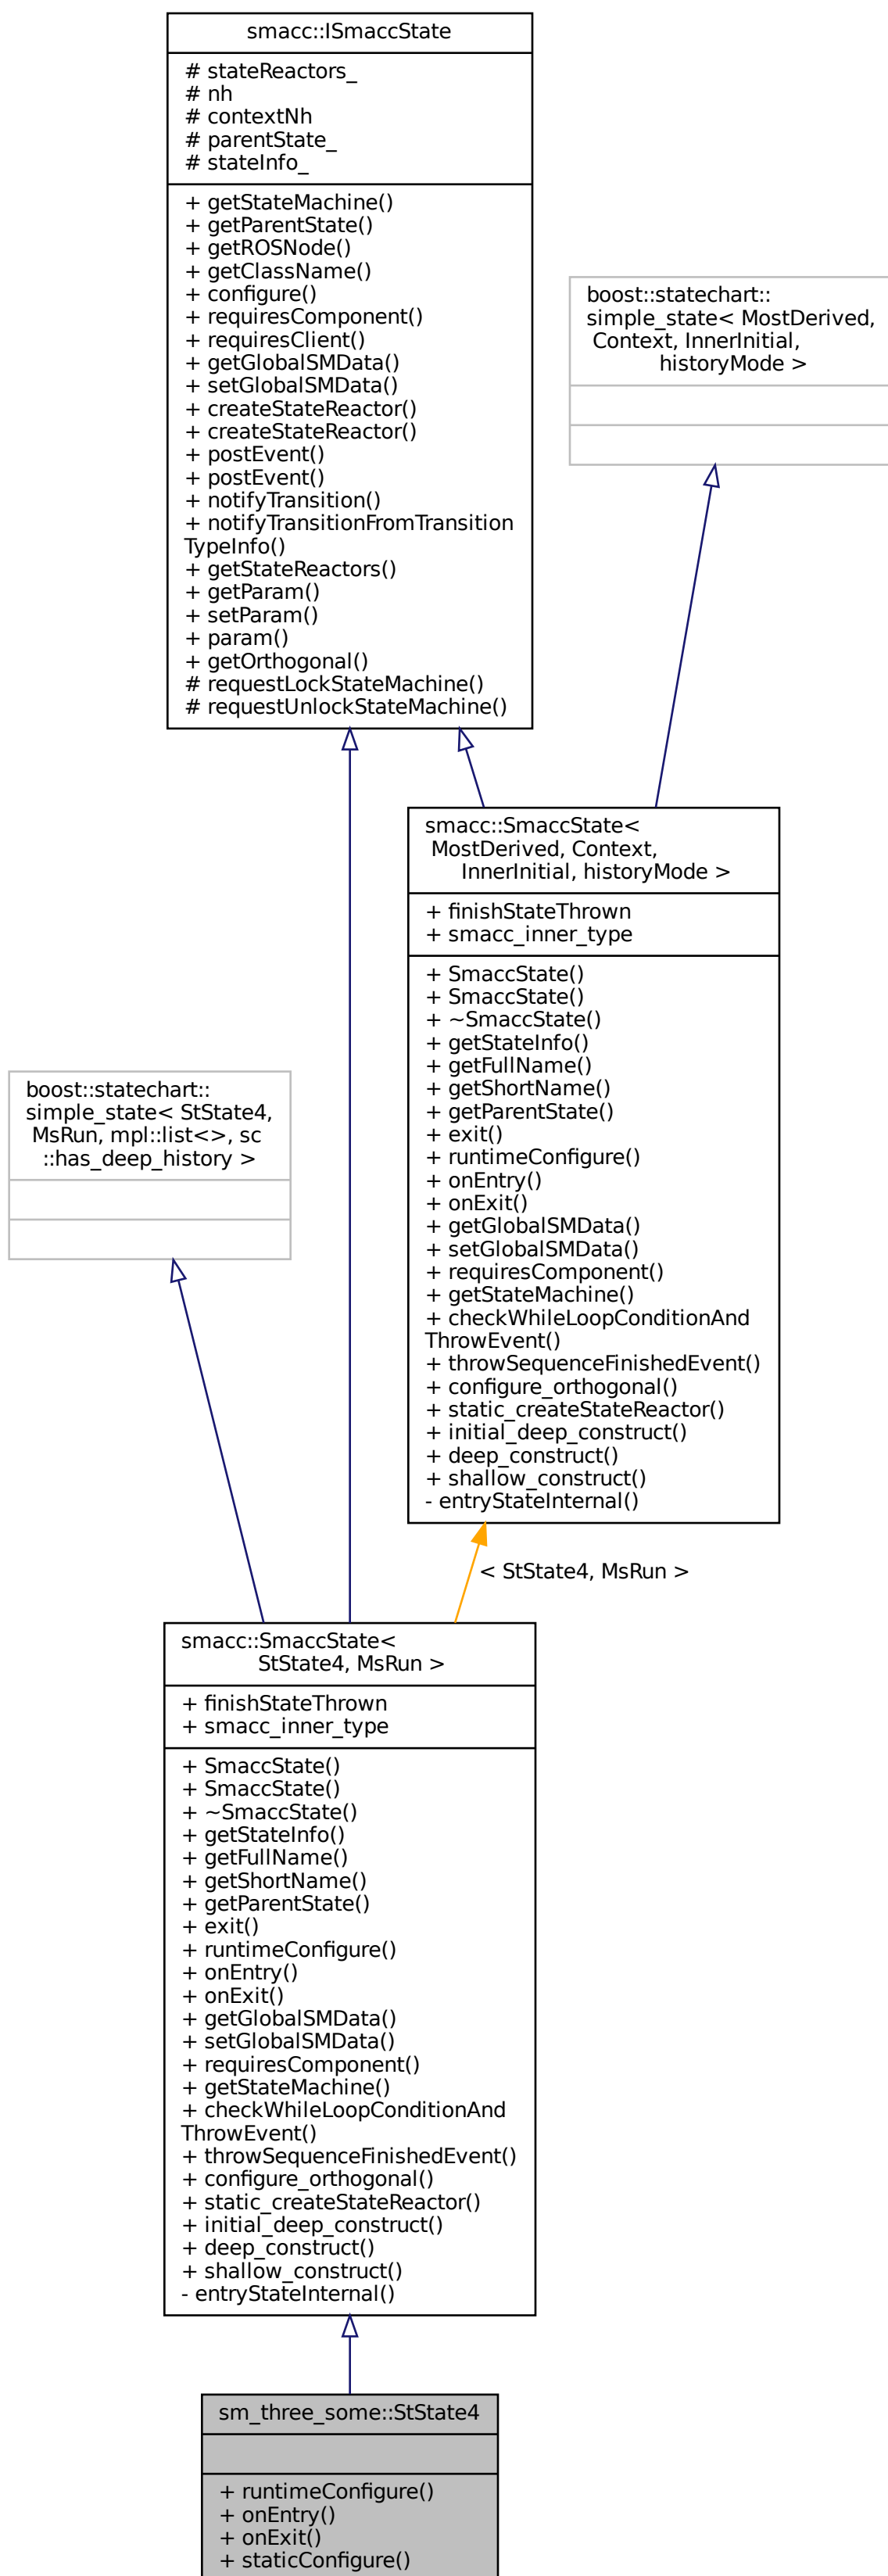 smacc::ISmaccState
# stateReactors_
# nh
# contextNh
# parentState_
# stateInfo_
+ getStateMachine()
+ getParentState()
+ getROSNode()
+ getClassName()
+ configure()
+ requiresComponent()
+ requiresClient()
+ getGlobalSMData()
+ setGlobalSMData()
+ createStateReactor()
+ createStateReactor()
+ postEvent()
+ postEvent()
+ notifyTransition()
+ notifyTransitionFromTransition
TypeInfo()
+ getStateReactors()
+ getParam()
+ setParam()
+ param()
+ getOrthogonal()
# requestLockStateMachine()
# requestUnlockStateMachine()
boost::statechart::
simple_state< MostDerived,
Context, InnerInitial,
historyMode >
smacc::SmaccState<
MostDerived, Context,
InnerInitial, historyMode >
+ finishStateThrown
+ smacc_inner_type
+ SmaccState()
+ SmaccState()
+ ~SmaccState()
+ getStateInfo()
+ getFullName()
+ getShortName()
+ getParentState()
+ exit()
+ runtimeConfigure()
+ onEntry()
+ onExit()
+ getGlobalSMData()
+ setGlobalSMData()
+ requiresComponent()
+ getStateMachine()
+ checkWhileLoopConditionAnd
ThrowEvent()
+ throwSequenceFinishedEvent()
+ configure_orthogonal()
+ static_createStateReactor()
+ initial_deep_construct()
+ deep_construct()
+ shallow_construct()
- entryStateInternal()
boost::statechart::
simple_state< StState4,
MsRun, mpl::list<>, sc
::has_deep_history >
< StState4, MsRun >
smacc::SmaccState<
StState4, MsRun >
+ finishStateThrown
+ smacc_inner_type
+ SmaccState()
+ SmaccState()
+ ~SmaccState()
+ getStateInfo()
+ getFullName()
+ getShortName()
+ getParentState()
+ exit()
+ runtimeConfigure()
+ onEntry()
+ onExit()
+ getGlobalSMData()
+ setGlobalSMData()
+ requiresComponent()
+ getStateMachine()
+ checkWhileLoopConditionAnd
ThrowEvent()
+ throwSequenceFinishedEvent()
+ configure_orthogonal()
+ static_createStateReactor()
+ initial_deep_construct()
+ deep_construct()
+ shallow_construct()
- entryStateInternal()
sm_three_some::StState4
+ runtimeConfigure()
+ onEntry()
+ onExit()
+ staticConfigure()